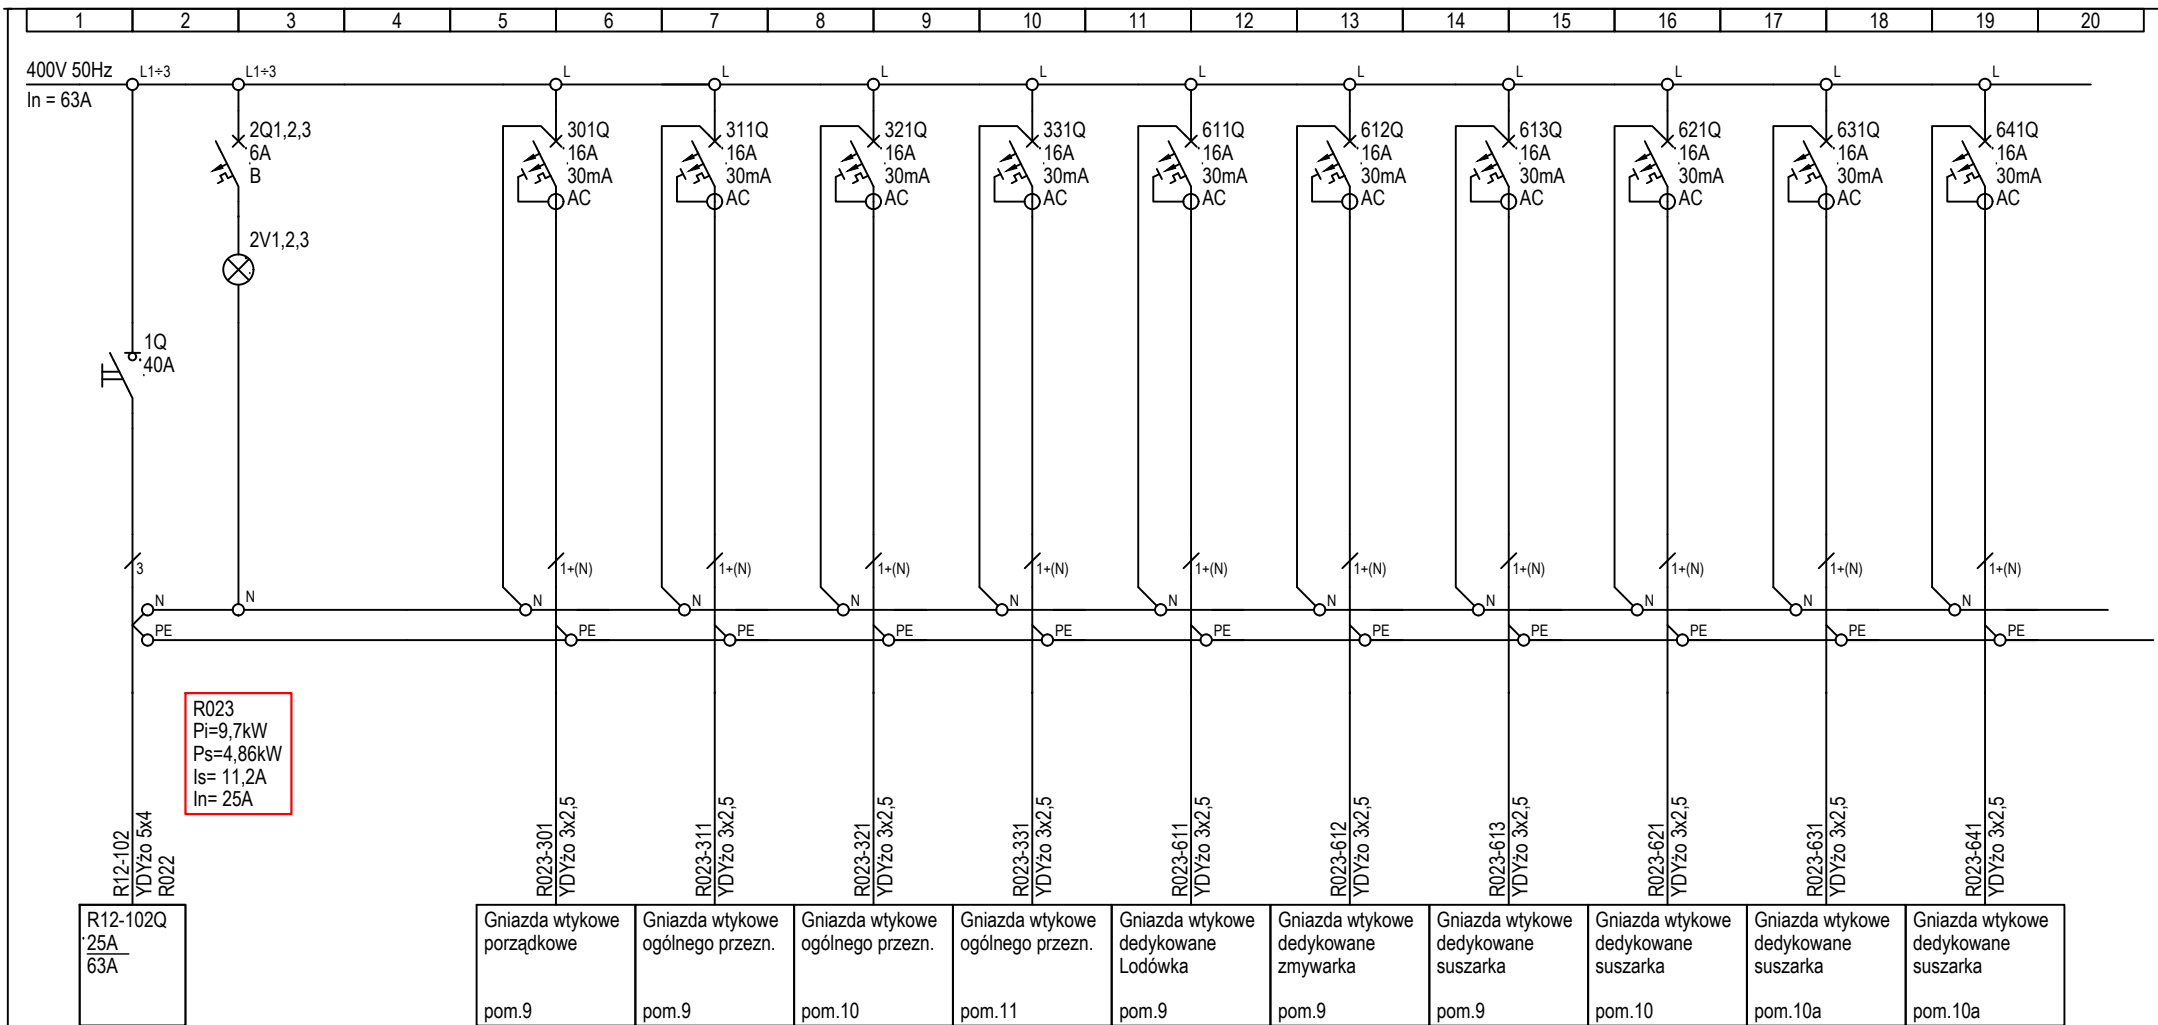 1 2 3 4 5 6 7 8 9 10 11 12 13 14 15 16 17 18 19 20
400V 50Hz
In = 63A
L1÷3
L1÷3
L
L
L
L
L
L
L
L
L
L
2Q1,2,3
6A
B
2V1,2,3
1Q
40A
301Q
16A
30mA
AC
311Q
16A
30mA
AC
321Q
16A
30mA
AC
331Q
16A
30mA
AC
611Q
16A
30mA
AC
612Q
16A
30mA
AC
613Q
16A
30mA
AC
621Q
16A
30mA
AC
631Q
16A
30mA
AC
641Q
16A
30mA
AC
3
1+(N)
1+(N)
1+(N)
1+(N)
1+(N)
1+(N)
1+(N)
1+(N)
1+(N)
1+(N)
N
N
N
N
N
N
N
N
N
N
N
N
PE
PE
PE
PE
PE
PE
PE
PE
PE
PE
PE
R023
Pi=9,7kW
Ps=4,86kW
Is= 11,2A
In= 25A
R12-102
YDYżo 5x4
R022
R023-301
YDYżo 3x2,5
R023-311
YDYżo 3x2,5
R023-321
YDYżo 3x2,5
R023-331
YDYżo 3x2,5
R023-611
YDYżo 3x2,5
R023-612
YDYżo 3x2,5
R023-613
YDYżo 3x2,5
R023-621
YDYżo 3x2,5
R023-631
YDYżo 3x2,5
R023-641
YDYżo 3x2,5
R12-102Q
25A
63A
Gniazda wtykowe
porządkowe
pom.9
Gniazda wtykowe
ogólnego przezn.
pom.9
Gniazda wtykowe
ogólnego przezn.
pom.10
Gniazda wtykowe
ogólnego przezn.
pom.11
Gniazda wtykowe
dedykowane
Lodówka
pom.9
Gniazda wtykowe
dedykowane
zmywarka
pom.9
Gniazda wtykowe
dedykowane
suszarka
pom.9
Gniazda wtykowe
dedykowane
suszarka
pom.10
Gniazda wtykowe
dedykowane
suszarka
pom.10a
Gniazda wtykowe
dedykowane
suszarka
pom.10a